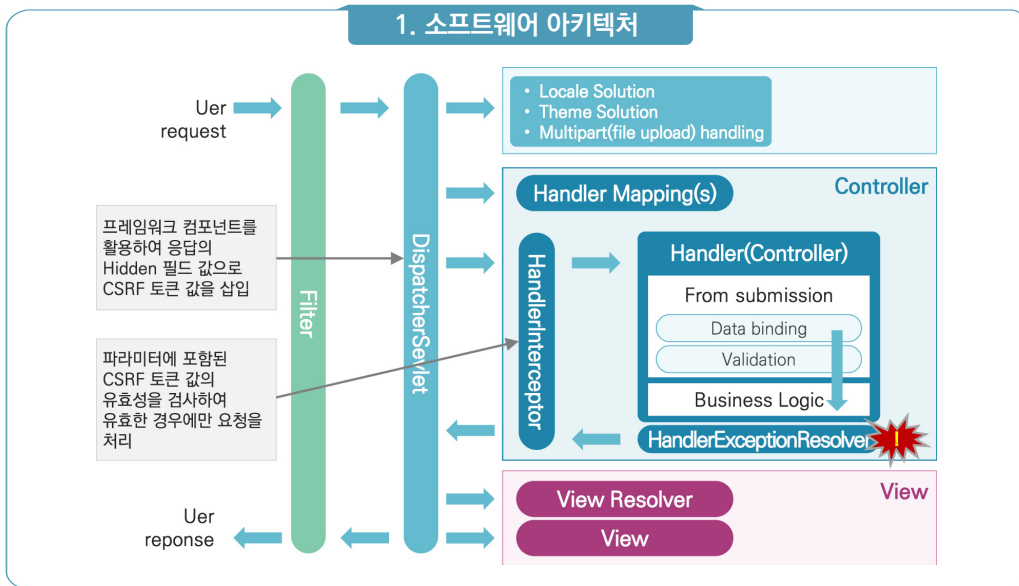 1. 소프트웨어 아키텍처
Uer
request
• Locale Solution
• Theme Solution
• Multipart(file upload) handling
Controller
Handler Mapping(s)
프레임워크 컴포넌트를
활용하여 응답의
Hidden 필드 값으로
CSRF 토큰 값을 삽입
파라미터에 포함된
CSRF 토큰 값의
유효성을 검사하여
유효한 경우에만 요청을
처리
Filter
DispatcherSevlet
HandlerInterceptor
Handler(Controller)
From submission
Data binding
Validation
Business Logic
HandlerExceptionResolver
!
View
View Resolver
View
Uer
reponse